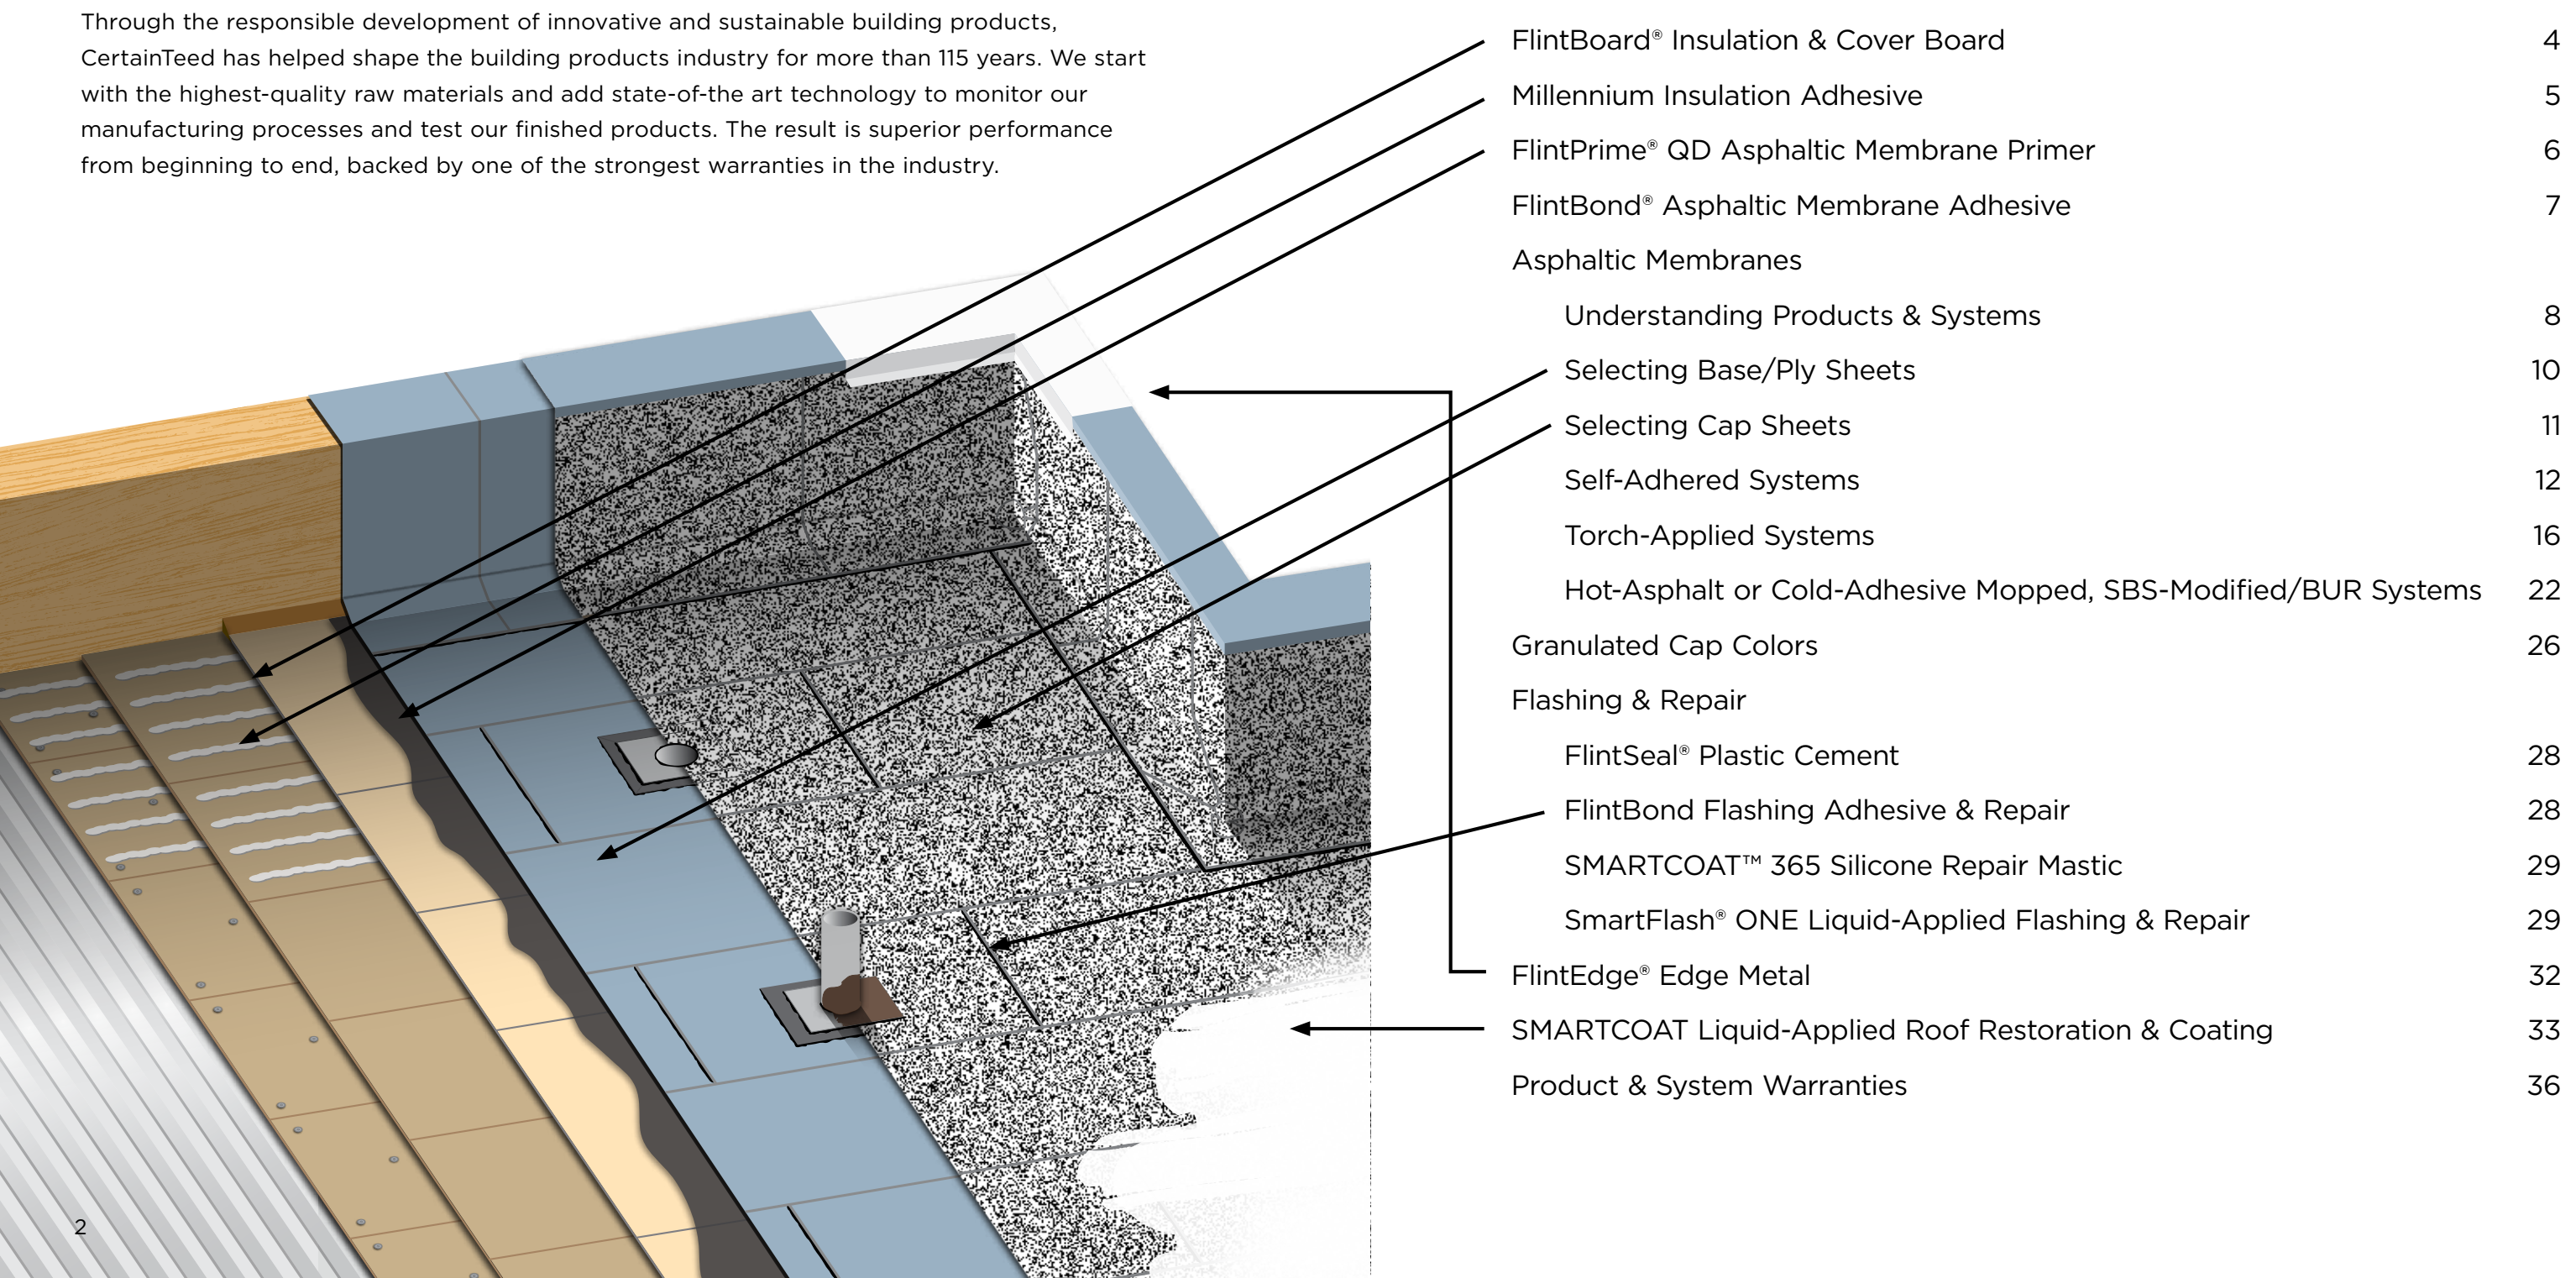 Through the responsible development of innovative and sustainable building products,
CertainTeed has helped shape the building products industry for more than 115 years. We start
with the highest-quality raw materials and add state-of-the art technology to monitor our
manufacturing processes and test our finished products. The result is superior performance
from beginning to end, backed by one of the strongest warranties in the industry.
FlintBoard® Insulation & Cover Board 4
Millennium Insulation Adhesive 5
FlintPrime® QD Asphaltic Membrane Primer 6
FlintBond® Asphaltic Membrane Adhesive 7
Asphaltic Membranes
Understanding Products & Systems 8
Selecting Base/Ply Sheets 10
Selecting Cap Sheets 11
Self-Adhered Systems 12
Torch-Applied Systems 16
Hot-Asphalt or Cold-Adhesive Mopped, SBS-Modified/BUR Systems 22
Granulated Cap Colors 26
Flashing & Repair
FlintSeal® Plastic Cement 28
FlintBond Flashing Adhesive & Repair 28
SMARTCOAT™ 365 Silicone Repair Mastic 29
SmartFlash® ONE Liquid-Applied Flashing & Repair 29
FlintEdge® Edge Metal 32
SMARTCOAT Liquid-Applied Roof Restoration & Coating 33
Product & System Warranties 36
2